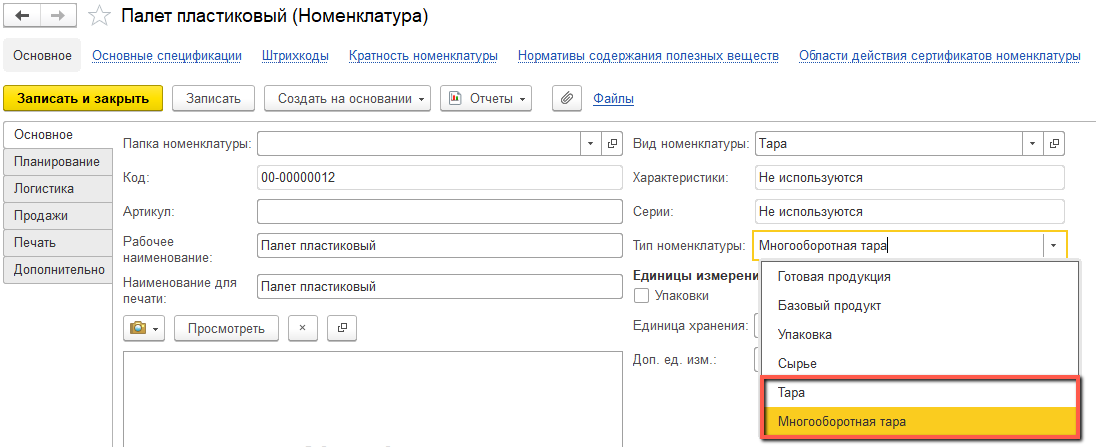 Палет пластиковый (Номенклатура)
Основное Основные спецификации Штрихкоды Кратность номенклатуры Нормативы содержания полезных веществ Области действия сертификатов номенклатуры
Записать и закрыть Записать Создать на основании Отчеты Файлы
Основное
Планирование
Логистика
Продажи
Печать
Дополнительно
Папка номенклатуры:
Код: 00-00000012
Артикул:
Рабочее
наименование: Палет пластиковый
Наименование для
печати: Палет пластиковый
Просмотреть ×
Вид номенклатуры: Тара
Характеристики: Не используются
Серии: Не используются
Тип номенклатуры: Многооборотная тара
Единицы измерени
Упаковки
Единица хранения:
Доп. ед. изм.:
Готовая продукция
Базовый продукт
Упаковка
Сырье
Тара
Многооборотная тара